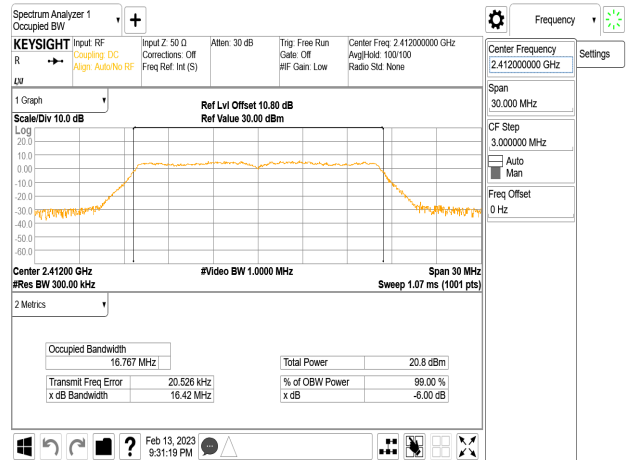 Spectrum Analyzer 1
Occupied BW
Frequency
KEYSIGHT
R
LXI
Input: RF
Coupling: DC
Align: Auto/No RF
Input Z: 50 Ω
Corrections: Off
Freq Ref: Int (S)
Atten: 30 dB
Trig: Free Run
Gate: Off
#IF Gain: Low
Center Freq: 2.412000000 GHz
Avg|Hold: 100/100
Radio Std: None
Center Frequency
2.412000000 GHz
Settings
Span
30.000 MHz
CF Step
3.000000 MHz
Auto
Man
Freq Offset
0 Hz
1 Graph
Scale/Div 10.0 dB
Ref Lvl Offset 10.80 dB
Ref Value 30.00 dBm
Log
20.0
10.0
0.00
-10.0
-20.0
-30.0
-40.0
-50.0
-60.0
Center 2.41200 GHz
#Video BW 1.0000 MHz
Span 30 MHz
#Res BW 300.00 kHz
Sweep 1.07 ms (1001 pts)
2 Metrics
Occupied Bandwidth
16.767 MHz
Total Power 20.8 dBm
Transmit Freq Error 20.526 kHz
% of OBW Power 99.00 %
x dB Bandwidth 16.42 MHz
x dB -6.00 dB
?
Feb 13, 2023
9:31:19 PM